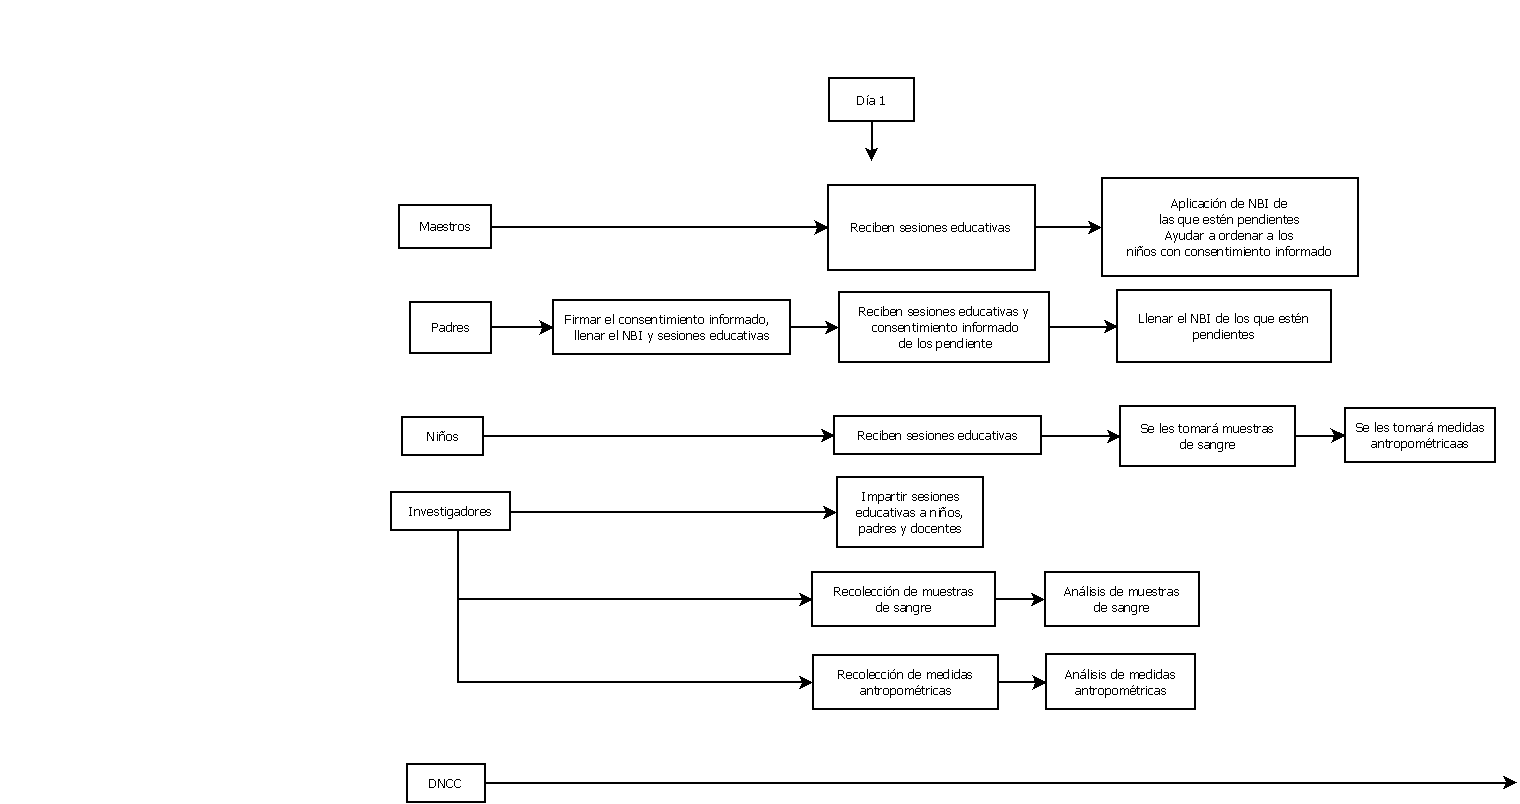 Día 1
Maestros
Reciben sesiones educativas
Aplicación de NBI de
las que estén pendientes
Ayudar a ordenar a los
niños con consentimiento informado
Padres
Firmar el consentimiento informado,
llenar el NBI y sesiones educativas
Reciben sesiones educativas y
consentimiento informado
de los pendiente
Llenar el NBI de los que estén
pendientes
Niños
Reciben sesiones educativas
Se les tomará muestras
de sangre
Se les tomará medidas
antropométricaas
Investigadores
Impartir sesiones
educativas a niños,
padres y docentes
Recolección de muestras
de sangre
Análisis de muestras
de sangre
Recolección de medidas
antropométricas
Análisis de medidas
antropométricas
DNCC